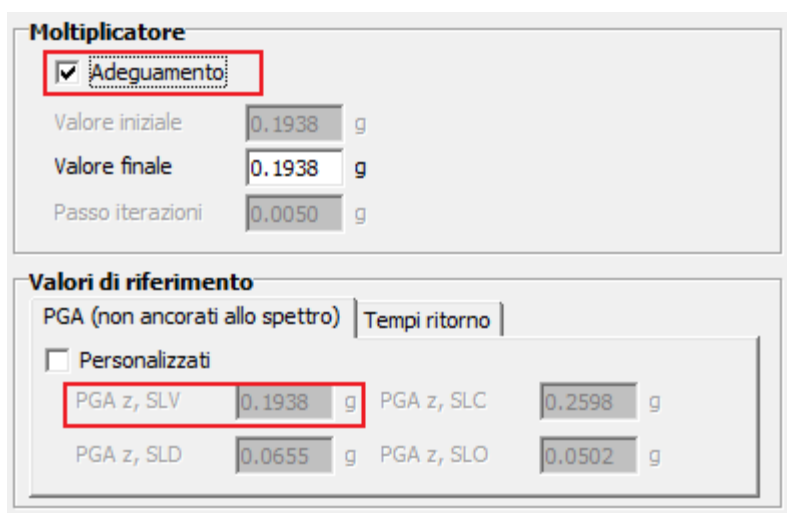 Moltiplicatore
Adeguamento
Valore iniziale 0.1938 g
Valore finale 0.1938 g
Passo iterazioni 0.0050 g
Valori di riferimento
PGA (non ancorati allo spettro) Tempi ritorno
Personalizzati
PGA z, SLV 0.1938 g PGA z, SLC 0.2598 g
PGA z, SLD 0.0655 g PGA z, SLO 0.0502 g